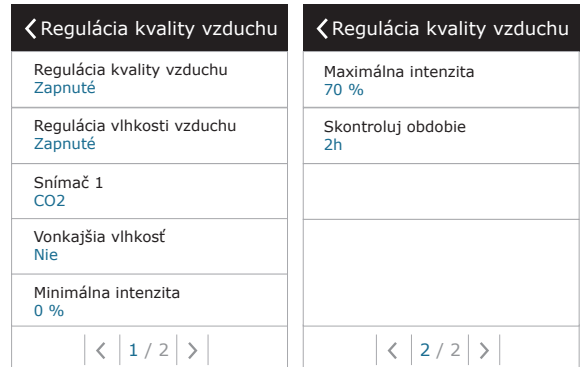 Regulácia kvality vzduchu
Regulácia kvality vzduchu
Zapnuté
Regulácia vlhkosti vzduchu
Zapnuté
Snímač 1
CO2
Vonkajšia vlhkosť
Nie
Minimálna intenzita
0 %
1 / 2
Regulácia kvality vzduchu
Maximálna intenzita
70 %
Skontroluj obdobie
2h
2 / 2